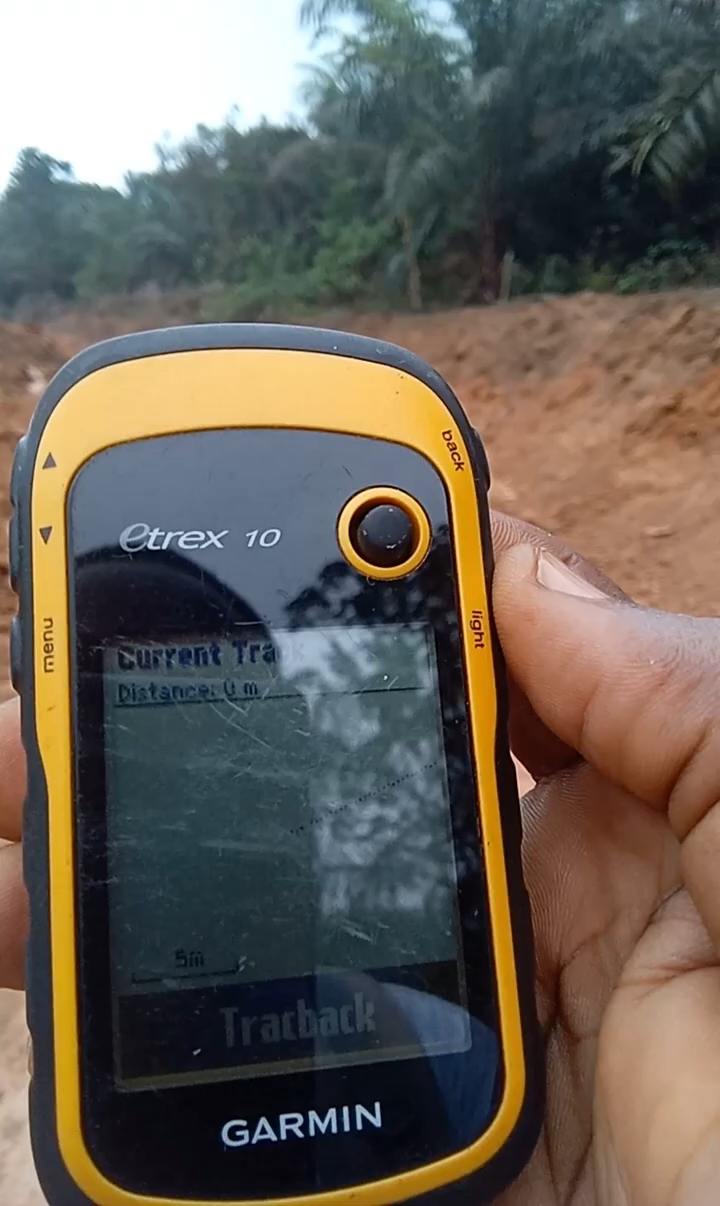 back
etrex 10
menu
light
Current Tra
Distance: 0 m
5m
Tracback
GARMIN